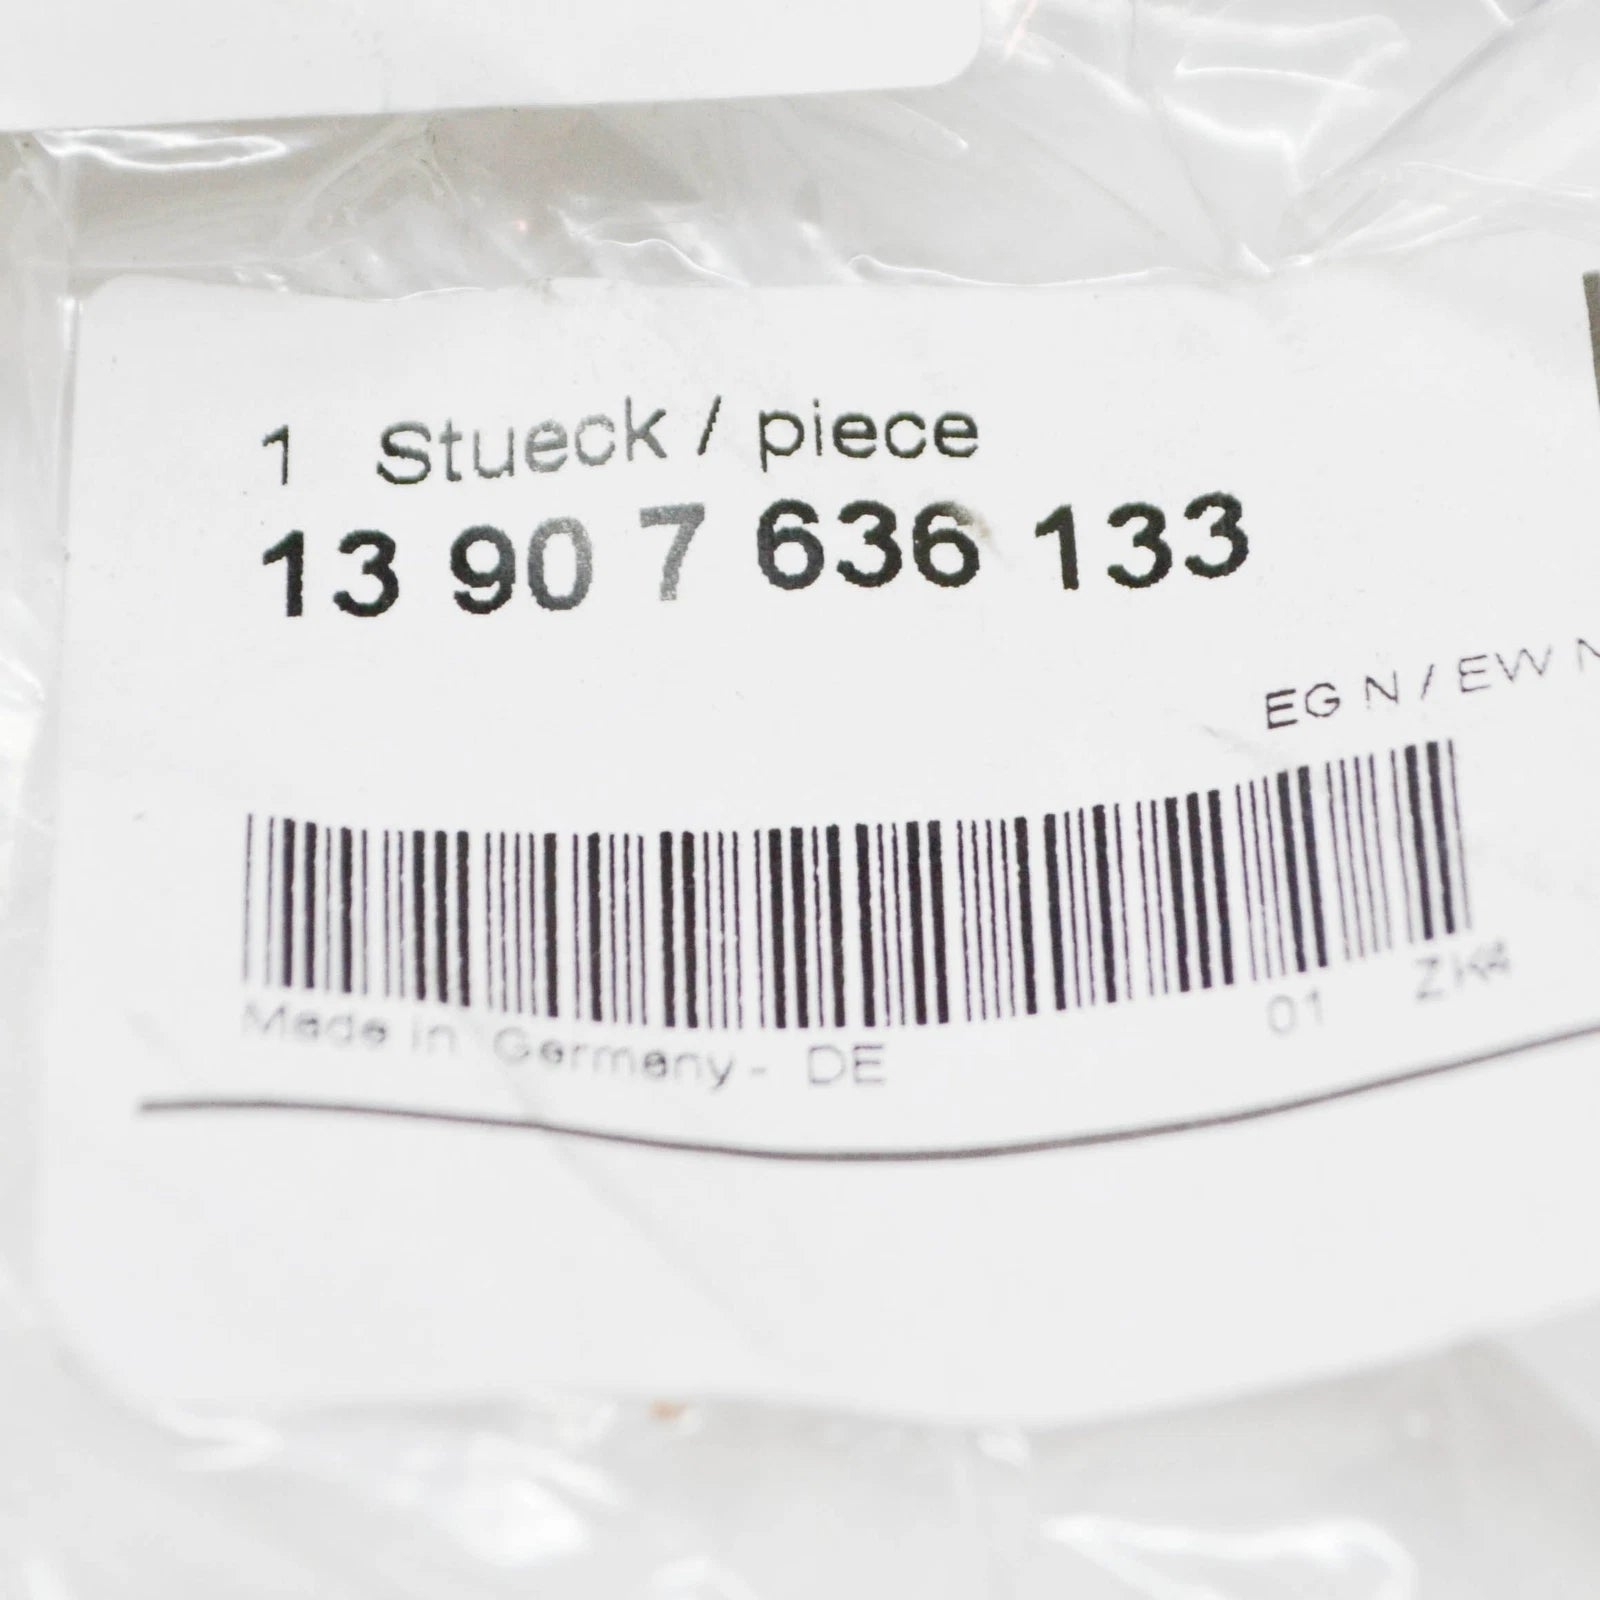 1 Stueck / piece
13 90 7 636 133
EG N / EW N
Made in Germany - DE 01 ZK4